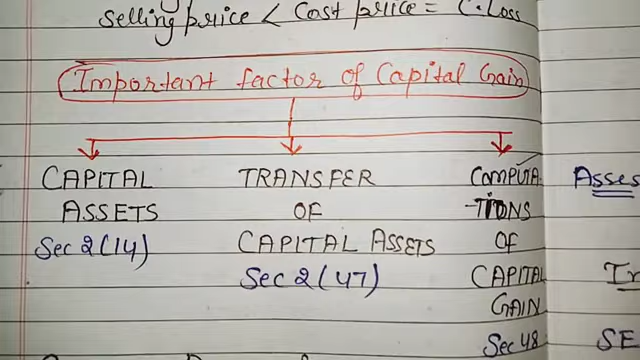 Selling price < Cost price = C. Loss
Important factor of Capital Gain
CAPITAL
ASSETS
Sec 2(14)
TRANSFER
OF
CAPITAL ASSETS
Sec 2(47)
COMPUTA
-TIONS
OF
CAPITAL
GAIN
Sec 48
Asses
SE